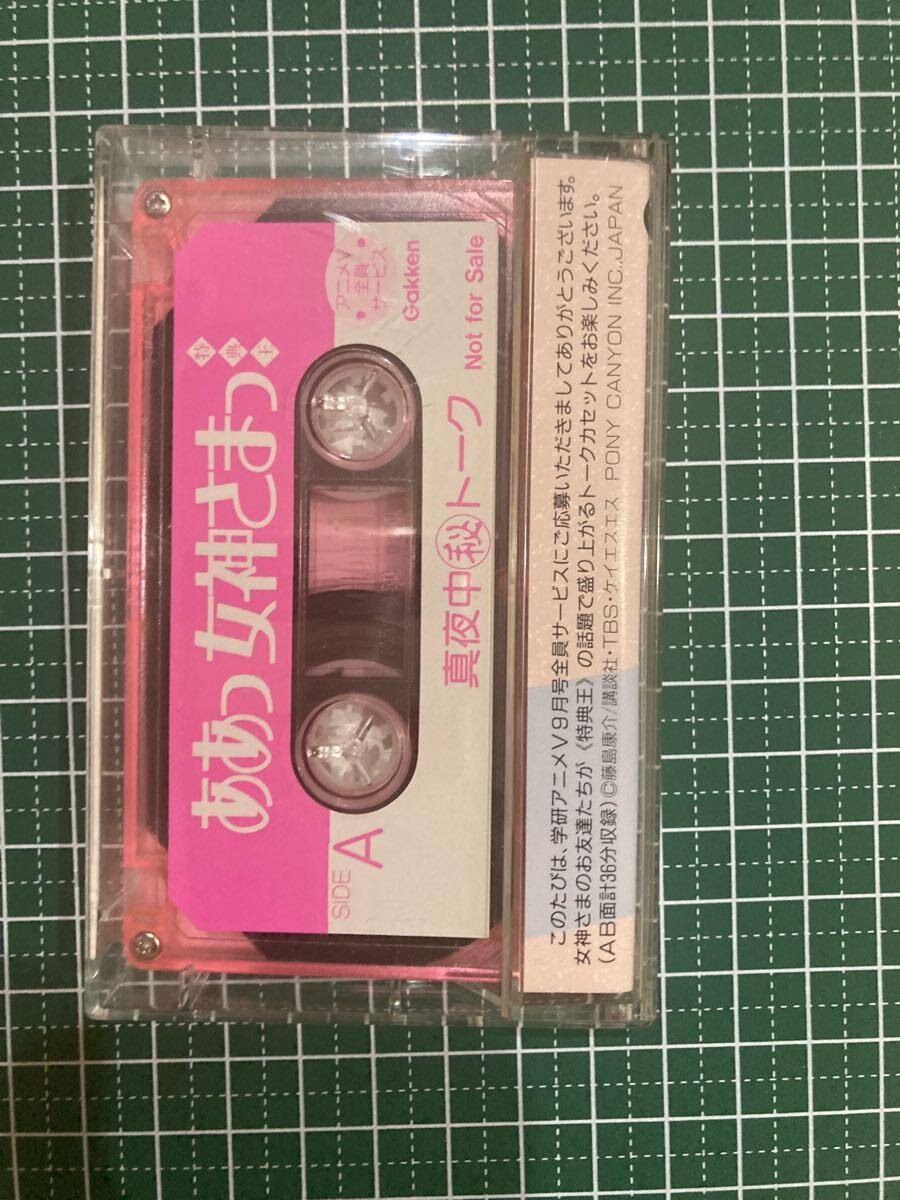 特典王
ああっ女神さまっ
・アニメV・
全員
サービス
Gakken
Not for Sale
真夜中㊙トーク
SIDE A
このたびは、学研アニメV9月号全員サービスにご応募いただきましてありがとうございます。
女神さまのお友達たちが《特典王》の話題で盛り上がるトークカセットをお楽しみください。
(AB面計36分収録)©藤島康介/講談社・TBS・ケイエスエス PONY CANYON INC.,JAPAN